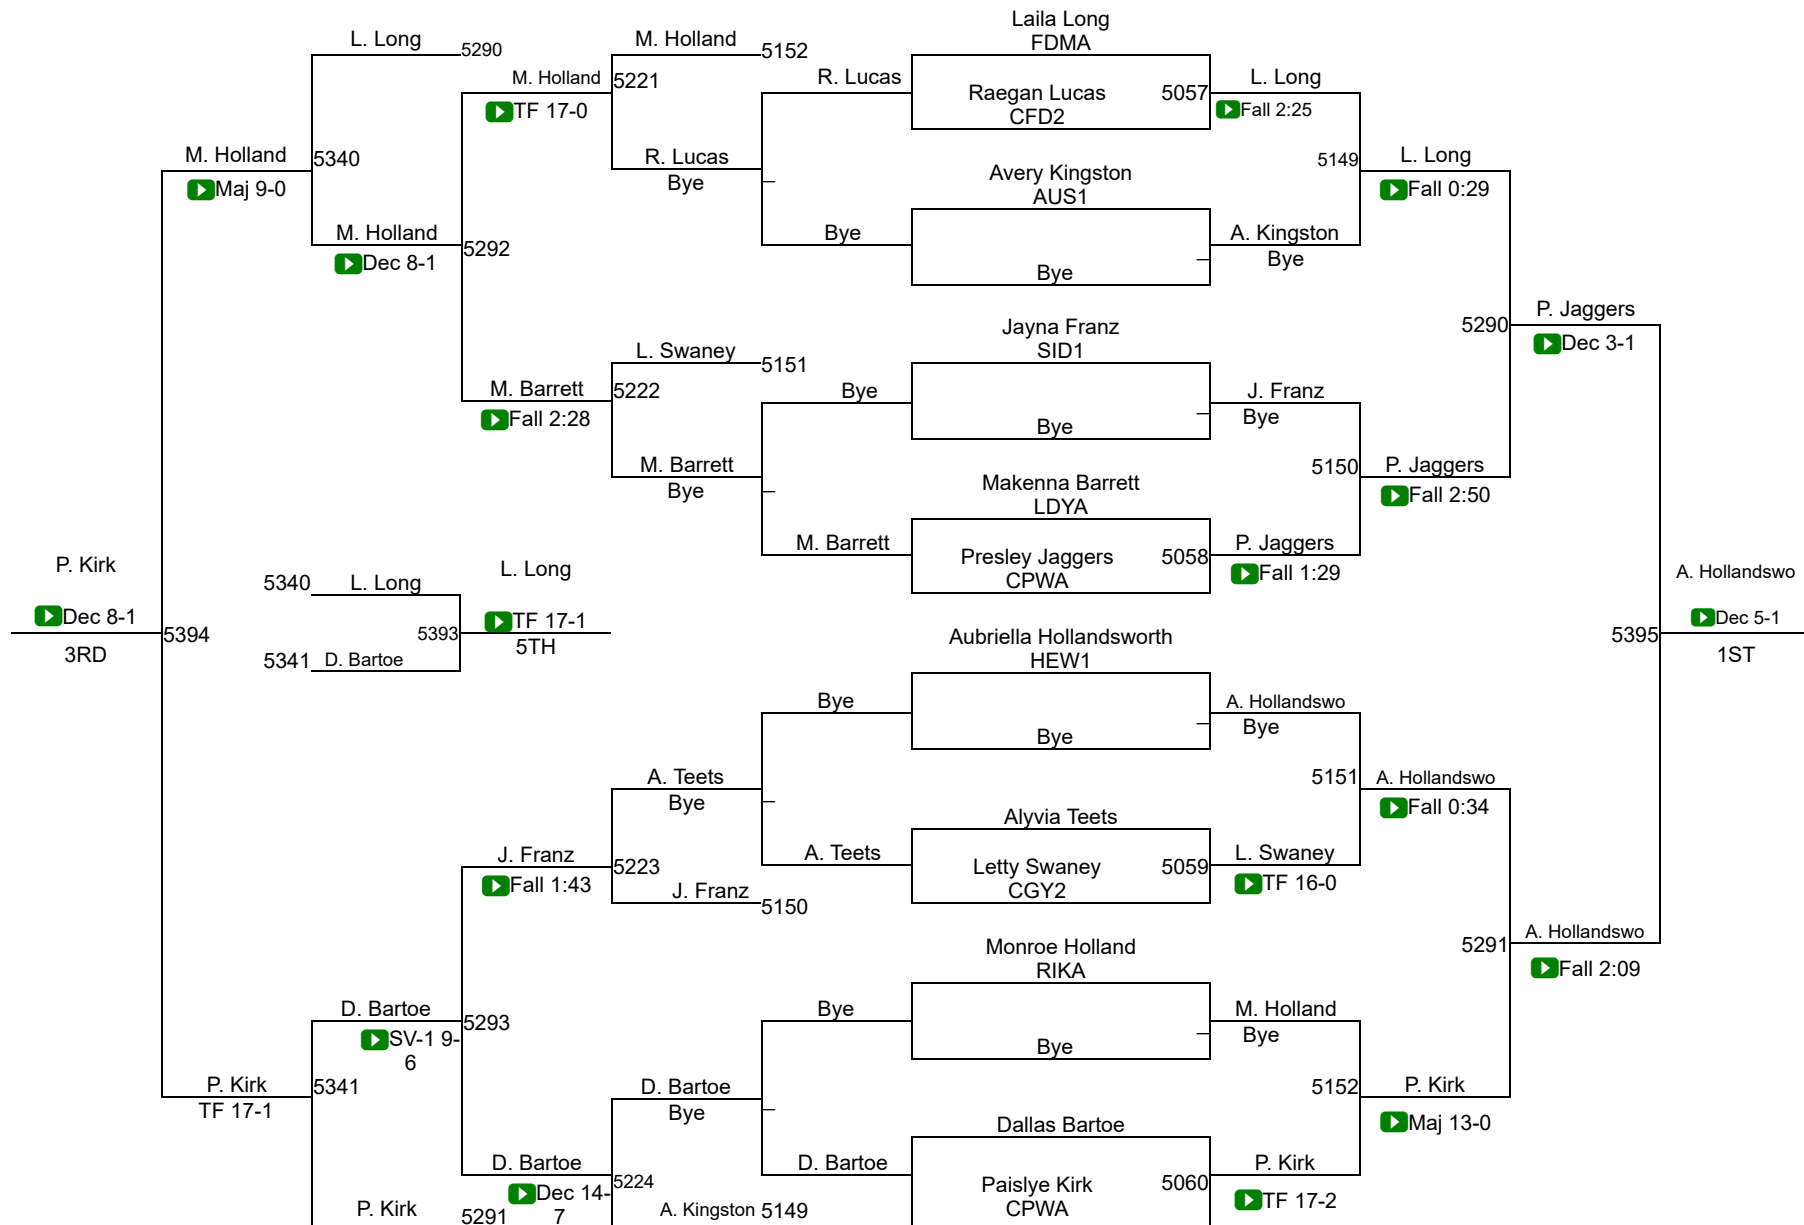 Laila Long
L. Long
5290
M. Holland
5152
FDMA
M. Holland
5221
R. Lucas
L. Long
TF 17-0
Raegan Lucas
5057
CFD2
Fall 2:25
M. Holland
5340
R. Lucas
5149
L. Long
Maj 9-0
Bye
Avery Kingston
Fall 0:29
AUS1
M. Holland
5292
Bye
A. Kingston
Dec 8-1
Bye
Bye
Jayna Franz
5290
P. Jaggers
L. Swaney
5151
SID1
Dec 3-1
M. Barrett
5222
Bye
J. Franz
Fall 2:28
Bye
Bye
M. Barrett
5150
P. Jaggers
Bye
Makenna Barrett
Fall 2:50
LDYA
M. Barrett
Presley Jaggers
5058
P. Jaggers
CPWA
Fall 1:29
P. Kirk
5340
L. Long
L. Long
A. Hollandswo
Dec 8-1
5394
5393
TF 17-1
5395
Dec 5-1
3RD
5341
D. Bartoe
5TH
1ST
Aubriella Hollandsworth
HEW1
Bye
A. Hollandswo
Bye
Bye
A. Teets
5151
A. Hollandswo
Bye
Alyvia Teets
Fall 0:34
J. Franz
5223
A. Teets
Letty Swaney
5059
L. Swaney
Fall 1:43
J. Franz
5150
CGY2
TF 16-0
Monroe Holland
5291
A. Hollandswo
RIKA
Fall 2:09
D. Bartoe
5293
Bye
M. Holland
SV-1 9-
6
Bye
Bye
P. Kirk
5341
D. Bartoe
5152
P. Kirk
TF 17-1
Bye
Dallas Bartoe
Maj 13-0
D. Bartoe
5224
D. Bartoe
Paislye Kirk
5060
P. Kirk
Dec 14-
7
CPWA
TF 17-2
P. Kirk
5291
A. Kingston
5149